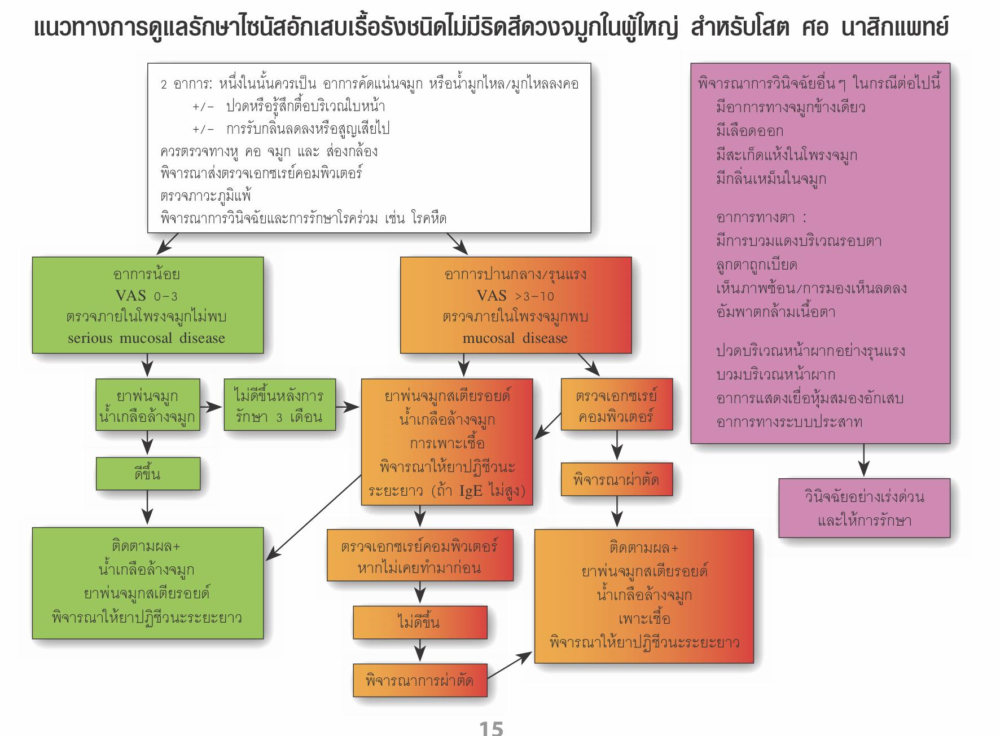 แนวทางการดูแลรักษาไซนัสอักเสบเรื้อรังชนิดไม่มีริดสีดวงจมูกในผู้ใหญ่ สำหรับโสต ศอ นาสิกแพทย์
2 อาการ: หนึ่งในนั้นควรเป็น อาการคัดแน่นจมูก หรือน้ำมูกไหล/มูกไหลลงคอ
+/- ปวดหรือรู้สึกตื้อบริเวณใบหน้า
+/- การรับกลิ่นลดลงหรือสูญเสียไป
ควรตรวจทางหู คอ จมูก และ ส่องกล้อง
พิจารณาส่งตรวจเอกซเรย์คอมพิวเตอร์
ตรวจภาวะภูมิแพ้
พิจารณาการวินิจฉัยและการรักษาโรคร่วม เช่น โรคหืด
อาการน้อย
VAS 0-3
ตรวจภายในโพรงจมูกไม่พบ
serious mucosal disease
อาการปานกลาง/รุนแรง
VAS >3-10
ตรวจภายในโพรงจมูกพบ
mucosal disease
ยาพ่นจมูก
น้ำเกลือล้างจมูก
ไม่ดีขึ้นหลังการ
รักษา 3 เดือน
ยาพ่นจมูกสเตียรอยด์
น้ำเกลือล้างจมูก
การเพาะเชื้อ
พิจารณาให้ยาปฏิชีวนะ
ระยะยาว (ถ้า IgE ไม่สูง)
ตรวจเอกซเรย์
คอมพิวเตอร์
ดีขึ้น
พิจารณาผ่าตัด
ติดตามผล+
น้ำเกลือล้างจมูก
ยาพ่นจมูกสเตียรอยด์
พิจารณาให้ยาปฏิชีวนะระยะยาว
ตรวจเอกซเรย์คอมพิวเตอร์
หากไม่เคยทำมาก่อน
ไม่ดีขึ้น
พิจารณาการผ่าตัด
ติดตามผล+
ยาพ่นจมูกสเตียรอยด์
น้ำเกลือล้างจมูก
เพาะเชื้อ
พิจารณาให้ยาปฏิชีวนะระยะยาว
พิจารณาการวินิจฉัยอื่นๆ ในกรณีต่อไปนี้
มีอาการทางจมูกข้างเดียว
มีเลือดออก
มีสะเก็ดแห้งในโพรงจมูก
มีกลิ่นเหม็นในจมูก
อาการทางตา :
มีการบวมแดงบริเวณรอบตา
ลูกตาถูกเบียด
เห็นภาพซ้อน/การมองเห็นลดลง
อัมพาตกล้ามเนื้อตา
ปวดบริเวณหน้าผากอย่างรุนแรง
บวมบริเวณหน้าผาก
อาการแสดงเยื่อหุ้มสมองอักเสบ
อาการทางระบบประสาท
วินิจฉัยอย่างเร่งด่วน
และให้การรักษา
15